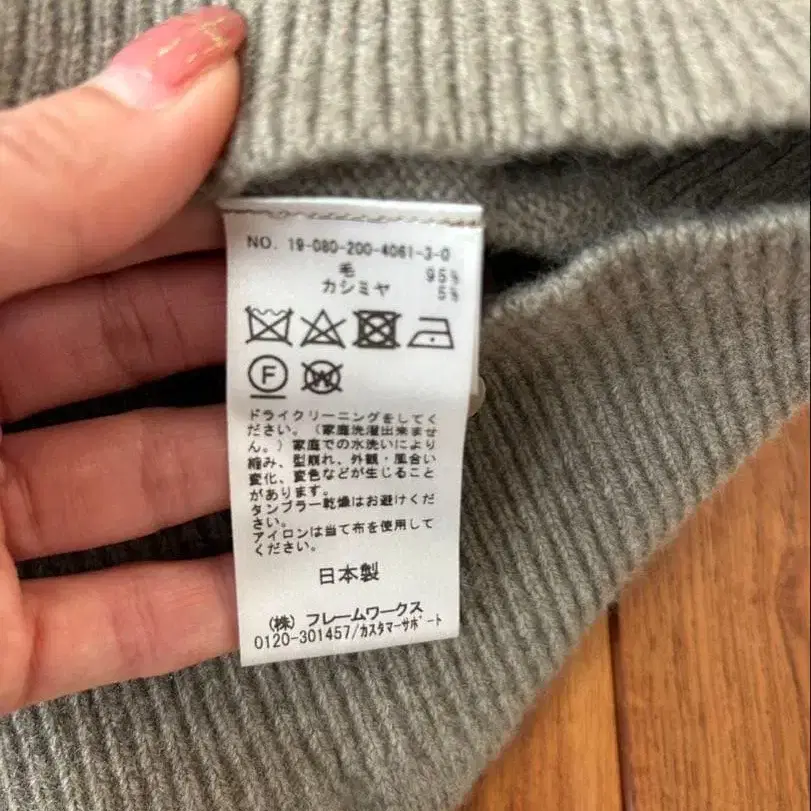 NO. 19-080-200-4061-3-0
毛 95%
カシミヤ 5%
F
W
ドライクリーニングをしてく
ださい。(家庭洗濯出来ませ
ん。)家庭での水洗いにより
縮み、型崩れ、外観・風合い
変化、変色などが生じること
があります。
タンブラー乾燥はお避けくだ
さい。
アイロンは当て布を使用して
ください。
日本製
(株) フレームワークス
0120-301457/カスタマーサポート